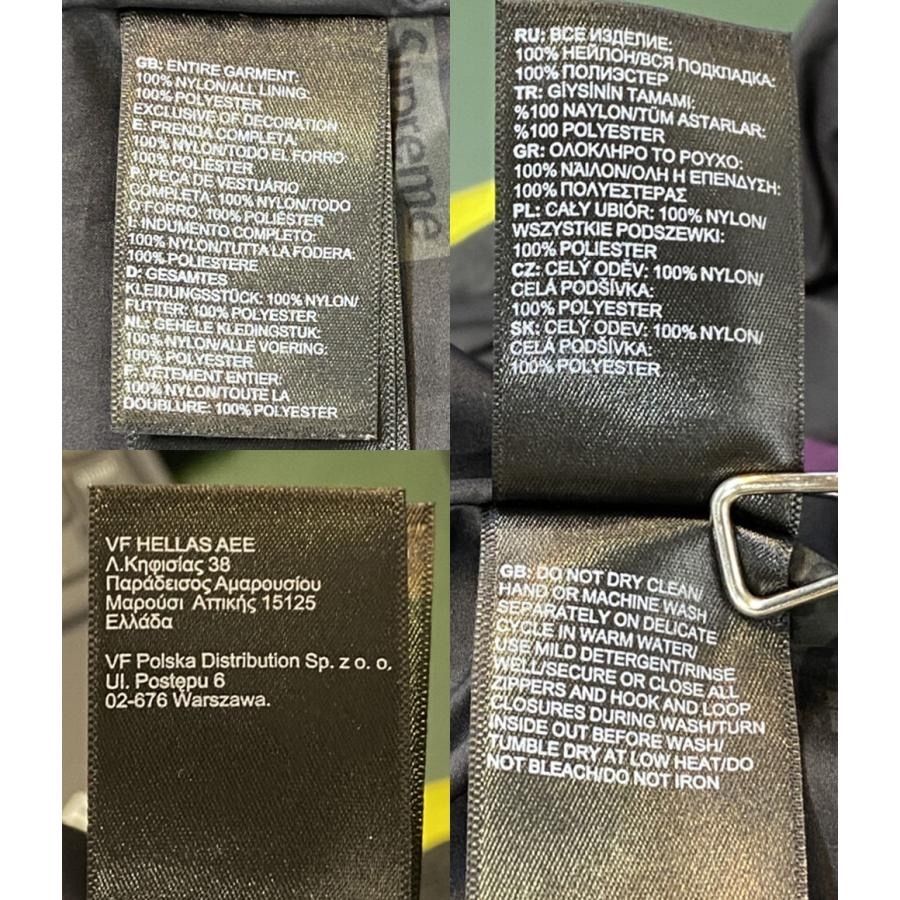 GB: ENTIRE GARMENT:
100% NYLON/ALL LINING:
100% POLYESTER
EXCLUSIVE OF DECORATION
E: PRENDA COMPLETA:
100% NYLON/TODO EL FORRO:
100% POLIÉSTER
P: PEÇA DE VESTUÁRIO
COMPLETA: 100% NYLON/TODO
O FORRO: 100% POLIÉSTER
I: INDUMENTO COMPLETO:
100% NYLON/TUTTA LA FODERA:
100% POLIESTERE
D: GESAMTES
KLEIDUNGSSTÜCK: 100% NYLON/
FUTTER: 100% POLYESTER
NL: GEHELE KLEDINGSTUK:
100% NYLON/ALLE VOERING:
100% POLYESTER
F: VÊTEMENT ENTIER:
100% NYLON/TOUTE LA
DOUBLURE: 100% POLYESTER
Supreme
RU: ВСЕ ИЗДЕЛИЕ:
100% НЕЙЛОН/ВСЯ ПОДКЛАДКА:
100% ПОЛИЭСТЕР
TR: GİYSİNİN TAMAMI:
%100 NAYLON/TÜM ASTARLAR:
%100 POLYESTER
GR: ΟΛΟΚΛΗΡΟ ΤΟ ΡΟΥΧΟ:
100% ΝΑΪΛΟΝ/ΟΛΗ Η ΕΠΕΝΔΥΣΗ:
100% ΠΟΛΥΕΣΤΕΡΑΣ
PL: CAŁY UBIÓR: 100% NYLON/
WSZYSTKIE PODSZEWKI:
100% POLIESTER
CZ: CELÝ ODĚV: 100% NYLON/
CELÁ PODŠÍVKA:
100% POLYESTER
SK: CELÝ ODEV: 100% NYLON/
CELÁ PODŠÍVKA:
100% POLYESTER
VF HELLAS AEE
Λ.Κηφισίας 38
Παράδεισος Αμαρουσίου
Μαρούσι Αττικής 15125
Ελλάδα
VF Polska Distribution Sp. z o. o.
Ul. Postępu 6
02-676 Warszawa.
GB: DO NOT DRY CLEAN/
HAND OR MACHINE WASH
SEPARATELY ON DELICATE
CYCLE IN WARM WATER/
USE MILD DETERGENT/RINSE
WELL/SECURE OR CLOSE ALL
ZIPPERS AND HOOK AND LOOP
CLOSURES DURING WASH/TURN
INSIDE OUT BEFORE WASH/
TUMBLE DRY AT LOW HEAT/DO
NOT BLEACH/DO NOT IRON